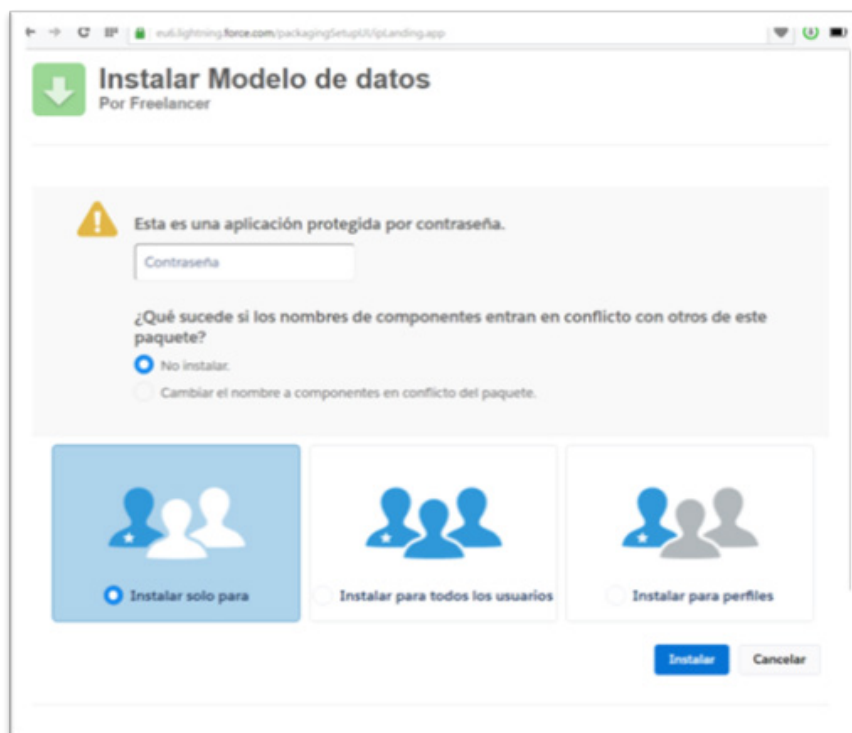 eu6.lightning.force.com/packagingSetupUI/ipLanding.app
Instalar Modelo de datos
Por Freelancer
Esta es una aplicación protegida por contraseña.
Contraseña
¿Qué sucede si los nombres de componentes entran en conflicto con otros de este
paquete?
No instalar.
Cambiar el nombre a componentes en conflicto del paquete.
Instalar solo para
Instalar para todos los usuarios
Instalar para perfiles
Instalar
Cancelar